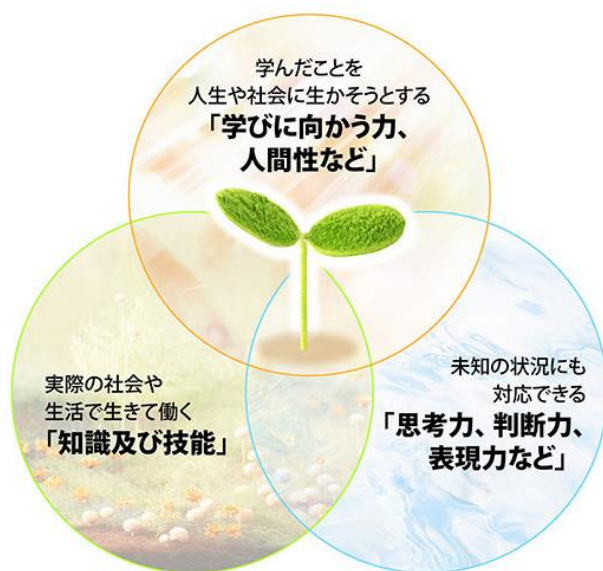 学んだことを
人生や社会に生かそうとする
「学びに向かう力、
人間性など」
実際の社会や
生活で生きて働く
「知識及び技能」
未知の状況にも
対応できる
「思考力、判断力、
表現力など」